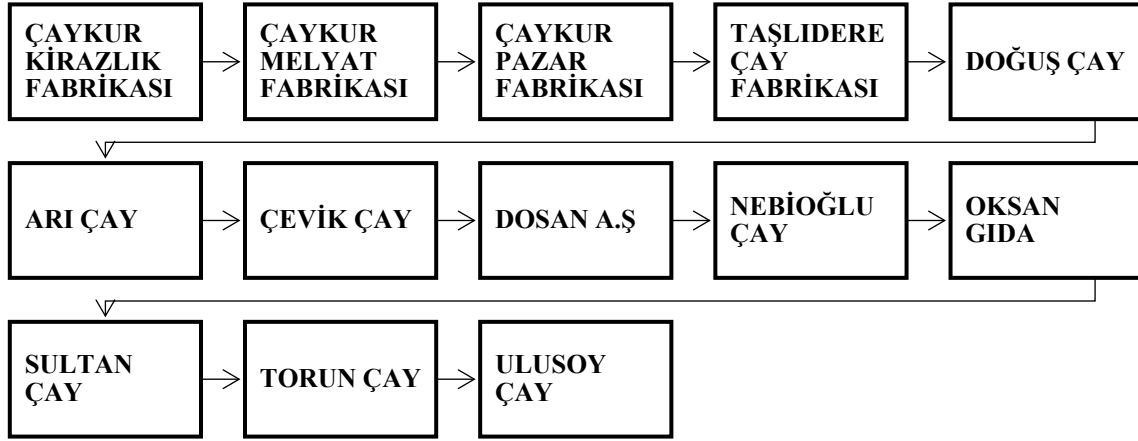 ÇAYKUR
KİRAZLIK
FABRİKASI
ÇAYKUR
MELYAT
FABRİKASI
ÇAYKUR
PAZAR
FABRİKASI
TAŞLIDERE
ÇAY
FABRİKASI
DOĞUŞ ÇAY
ARI ÇAY
ÇEVİK ÇAY
DOSAN A.Ş
NEBİOĞLU
ÇAY
OKSAN
GIDA
SULTAN
ÇAY
TORUN ÇAY
ULUSOY
ÇAY